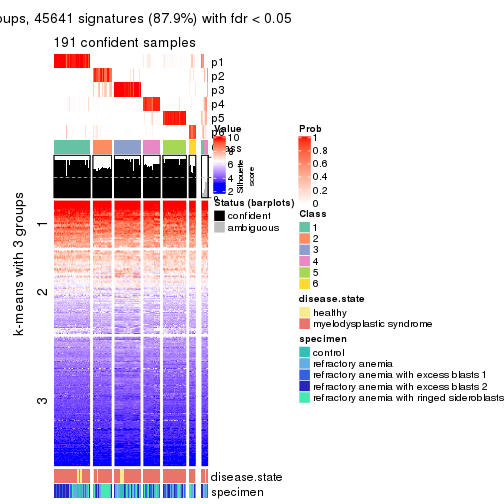 oups, 45641 signatures (87.9%) with fdr < 0.05
191 confident samples
p1
p2
p3
p4
p5
p6
Class
Silhouette
score
k-means with 3 groups
1
2
3
disease.state
specimen
Value
10
8
6
4
2
0
Status (barplots)
confident
ambiguous
Prob
1
0.8
0.6
0.4
0.2
0
Class
1
2
3
4
5
6
disease.state
healthy
myelodysplastic syndrome
specimen
control
refractory anemia
refractory anemia with excess blasts 1
refractory anemia with excess blasts 2
refractory anemia with ringed sideroblasts